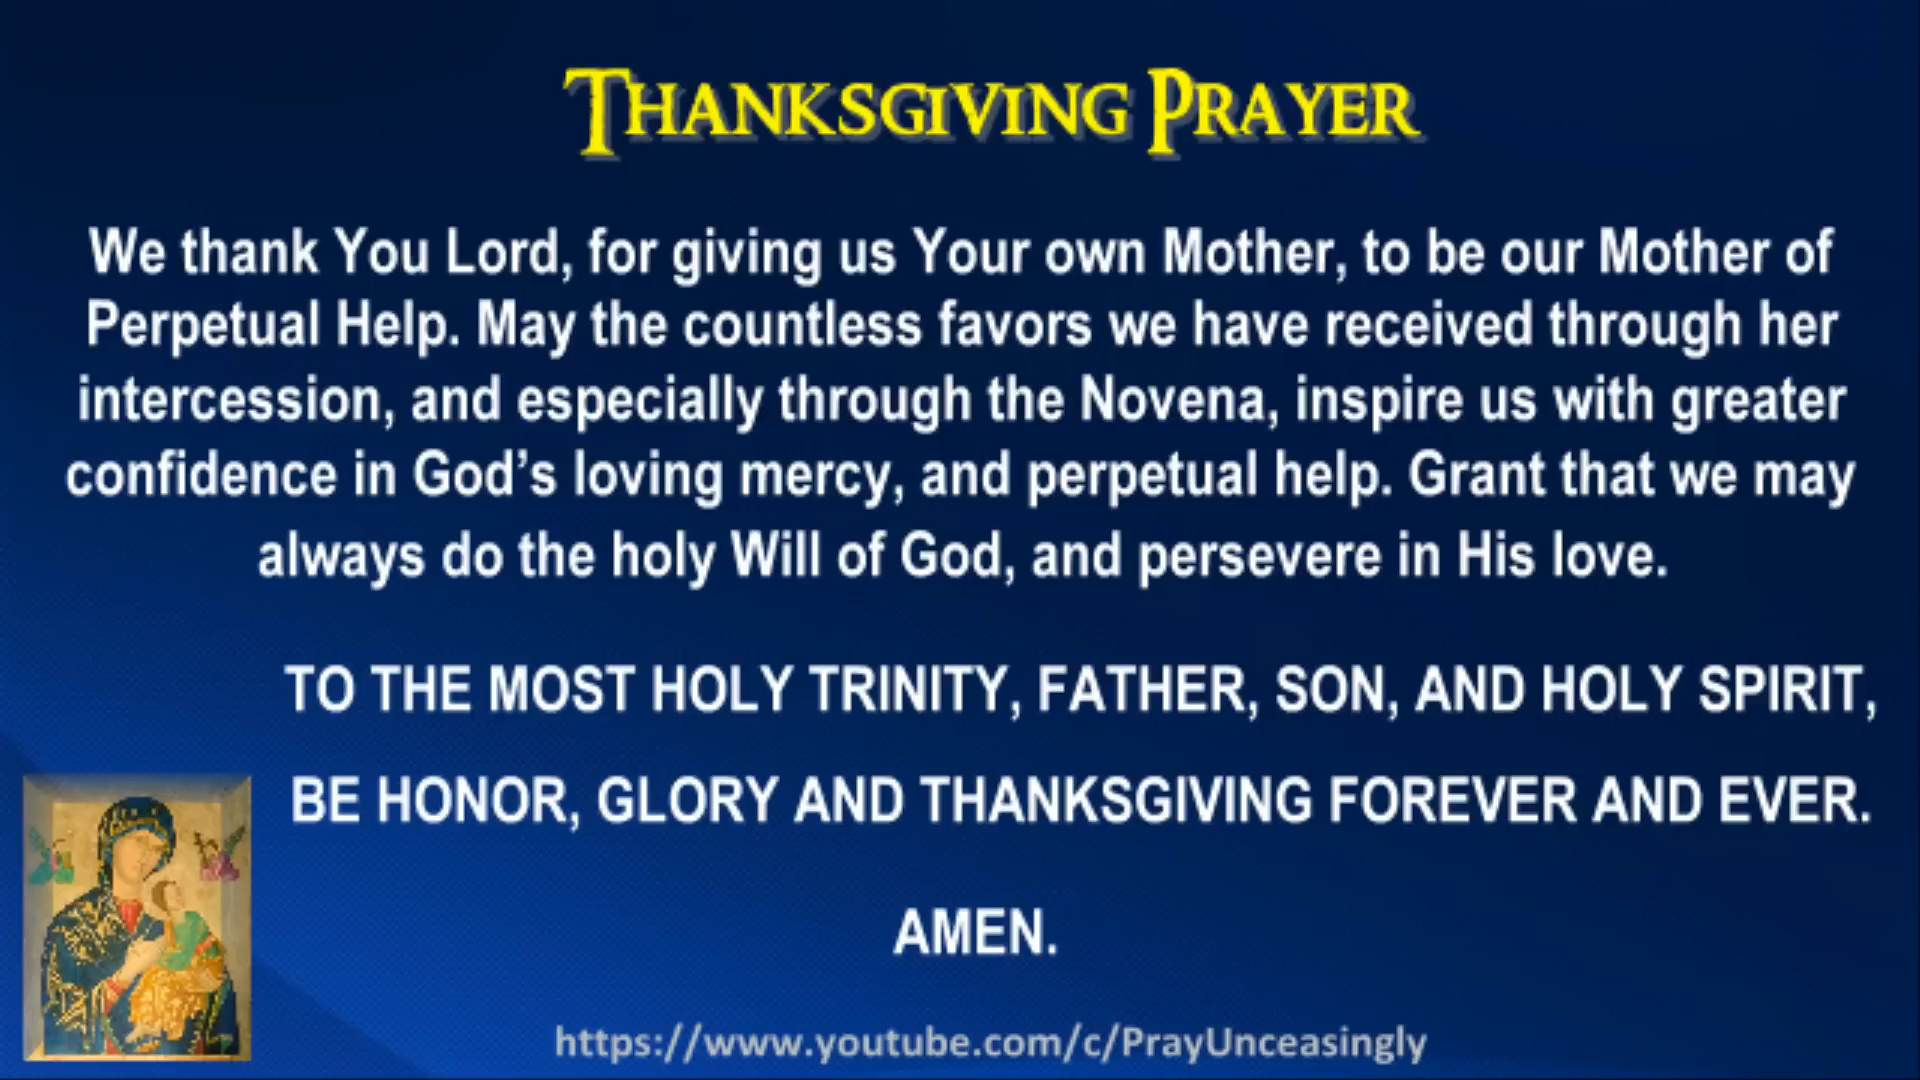 THANKSGIVING PRAYER
We thank You Lord, for giving us Your own Mother, to be our Mother of
Perpetual Help. May the countless favors we have received through her
intercession, and especially through the Novena, inspire us with greater
confidence in God’s loving mercy, and perpetual help. Grant that we may
always do the holy Will of God, and persevere in His love.
TO THE MOST HOLY TRINITY, FATHER, SON, AND HOLY SPIRIT,
BE HONOR, GLORY AND THANKSGIVING FOREVER AND EVER.
AMEN.
https://www.youtube.com/c/PrayUnceasingly